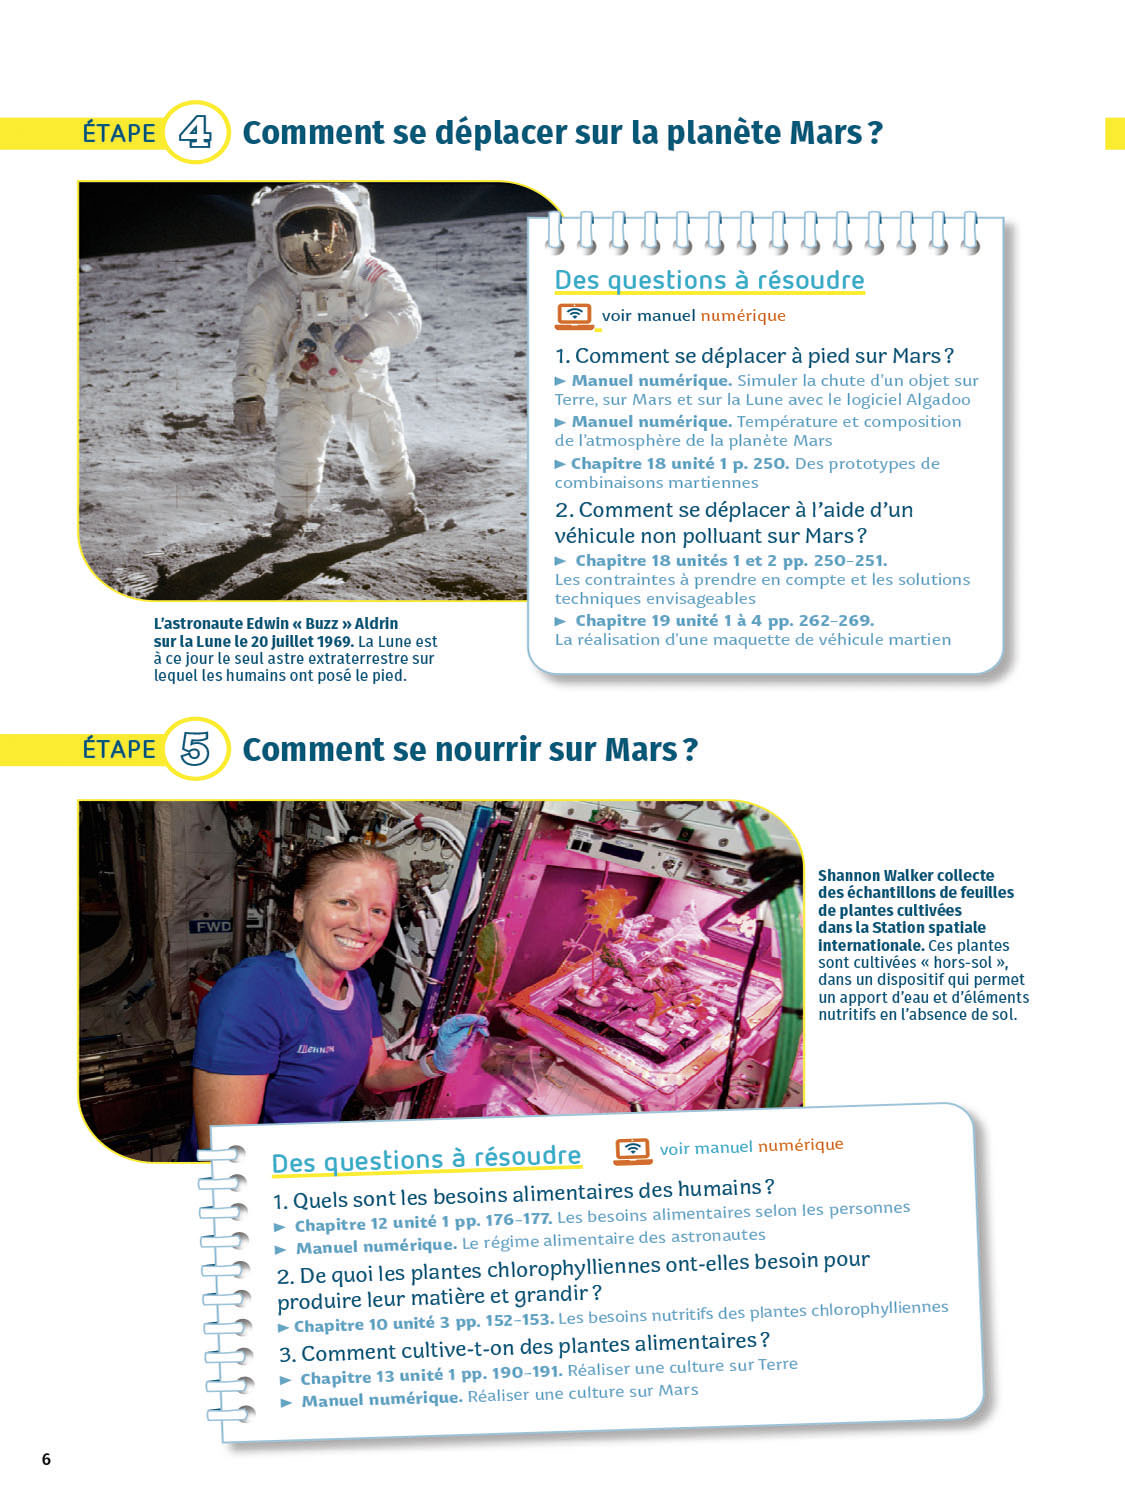 ÉTAPE 4 Comment se déplacer sur la planète Mars ?
Des questions à résoudre
voir manuel numérique
1. Comment se déplacer à pied sur Mars ?
► Manuel numérique. Simuler la chute d'un objet sur
Terre, sur Mars et sur la Lune avec le logiciel Algadoo
► Manuel numérique. Température et composition
de l'atmosphère de la planète Mars
► Chapitre 18 unité 1 p. 250. Des prototypes de
combinaisons martiennes
2. Comment se déplacer à l'aide d'un
véhicule non polluant sur Mars ?
► Chapitre 18 unités 1 et 2 pp. 250-251.
Les contraintes à prendre en compte et les solutions
techniques envisageables
► Chapitre 19 unité 1 à 4 pp. 262-269.
La réalisation d'une maquette de véhicule martien
L'astronaute Edwin « Buzz » Aldrin
sur la Lune le 20 juillet 1969. La Lune est
à ce jour le seul astre extraterrestre sur
lequel les humains ont posé le pied.
ÉTAPE 5 Comment se nourrir sur Mars ?
FWD
Shannon Walker collecte
des échantillons de feuilles
de plantes cultivées
dans la Station spatiale
internationale. Ces plantes
sont cultivées « hors-sol »,
dans un dispositif qui permet
un apport d'eau et d'éléments
nutritifs en l'absence de sol.
Des questions à résoudre
voir manuel numérique
1. Quels sont les besoins alimentaires des humains ?
► Chapitre 12 unité 1 pp. 176-177. Les besoins alimentaires selon les personnes
► Manuel numérique. Le régime alimentaire des astronautes
2. De quoi les plantes chlorophylliennes ont-elles besoin pour
produire leur matière et grandir ?
► Chapitre 10 unité 3 pp. 152-153. Les besoins nutritifs des plantes chlorophylliennes
3. Comment cultive-t-on des plantes alimentaires ?
► Chapitre 13 unité 1 pp. 190-191. Réaliser une culture sur Terre
► Manuel numérique. Réaliser une culture sur Mars
6